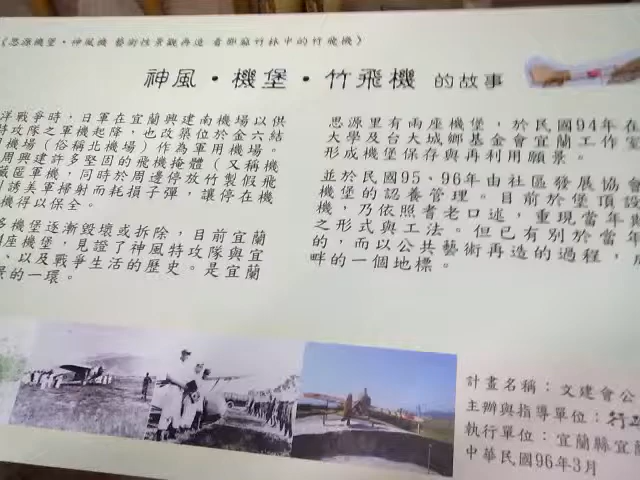 《思源機堡·神風機 藝術性景觀再造 看腳麻竹林中的竹飛機》
神風·機堡·竹飛機 的故事
洋戰爭時，日軍在宜蘭興建南機場以供
特攻隊之軍機起降，也改築位於金六結
機場（俗稱北機場）作為軍用機場。
周興建許多堅固的飛機掩體（又稱機
藏匿軍機，同時於周邊停放竹製假飛
引誘美軍掃射而耗損子彈，讓停在機
機得以保全。
多機堡逐漸毀壞或拆除，目前宜蘭
座機堡，見證了神風特攻隊與宜
、以及戰爭生活的歷史。是宜蘭
的一環。
思源里有兩座機堡，於民國94年在
大學及台大城鄉基金會宜蘭工作室
形成機堡保存與再利用願景。
並於民國95、96年由社區發展協會
機堡的認養管理。目前於堡頂設
機，乃依照耆老口述，重現當年
之形式與工法。但已有別於當年
的，而以公共藝術再造的過程，
畔的一個地標。
計畫名稱：文建會公
主辦與指導單位：行政
執行單位：宜蘭縣宜蘭
中華民國96年3月